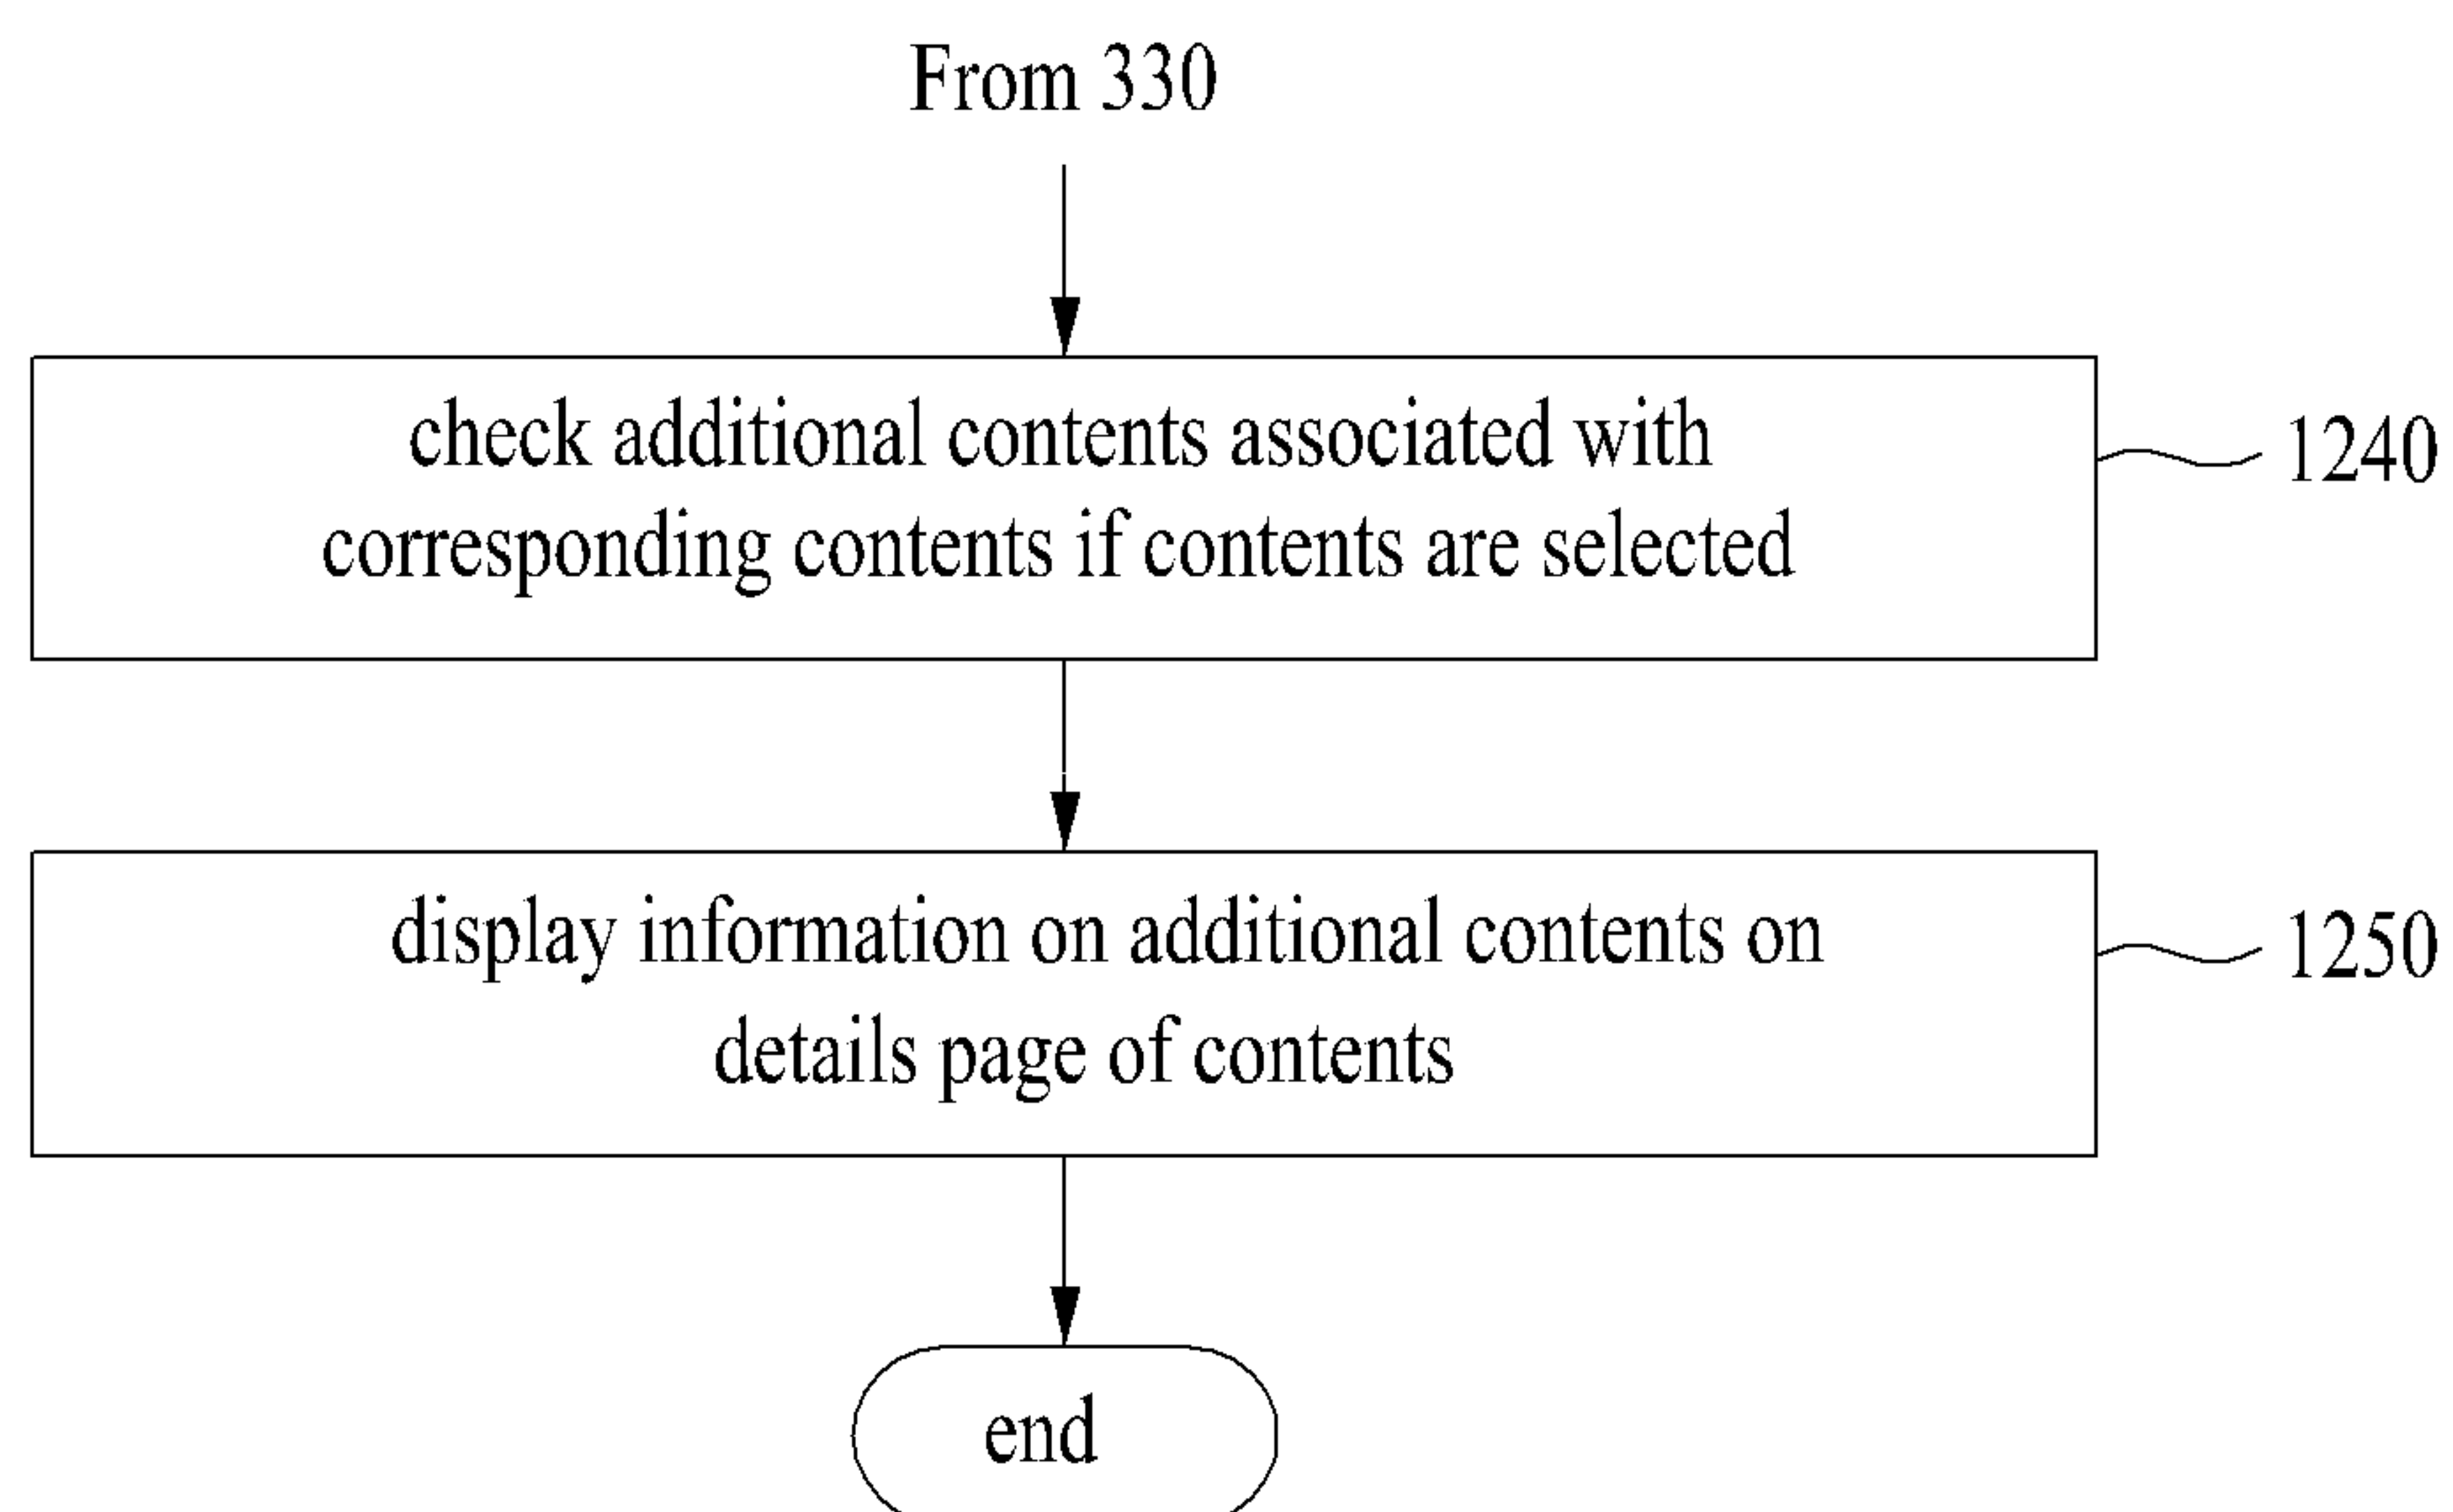 From 330
check additional contents associated with
corresponding contents if contents are selected
1240
display information on additional contents on
details page of contents
1250
end